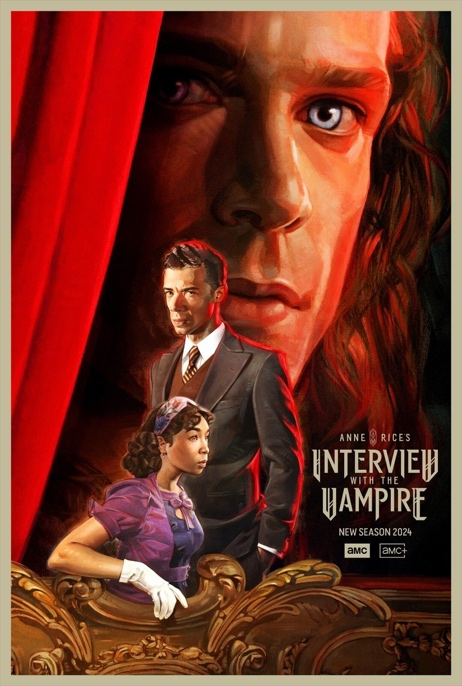 ANNE RICE'S
INTERVIEW
WITH THE
VAMPIRE
NEW SEASON 2024
amc amc+